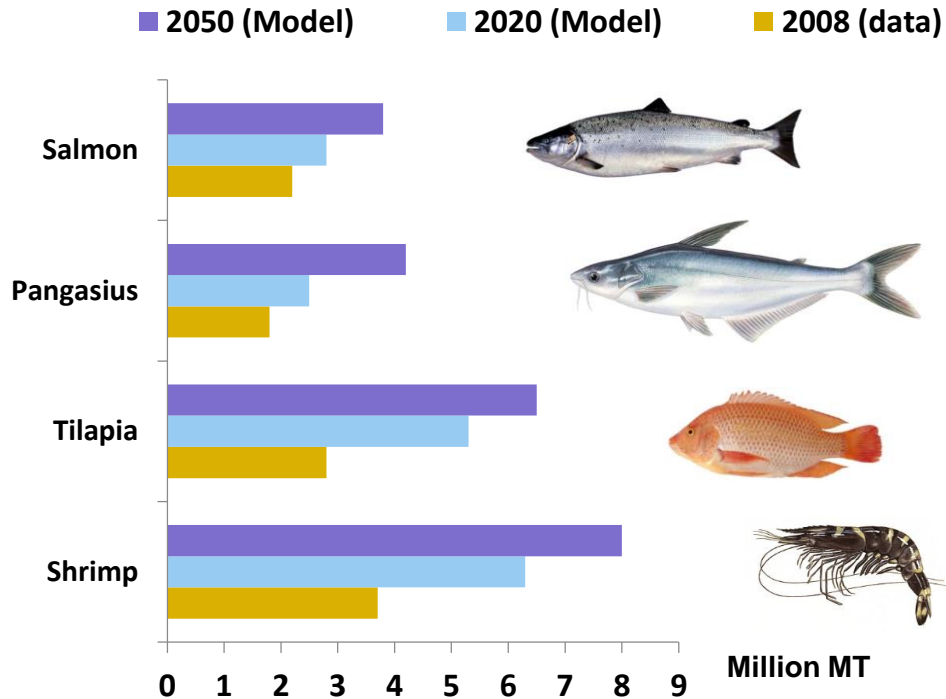 2050 (Model) 2020 (Model) 2008 (data)
Salmon
Pangasius
Tilapia
Shrimp
0 1 2 3 4 5 6 7 8 9
Million MT